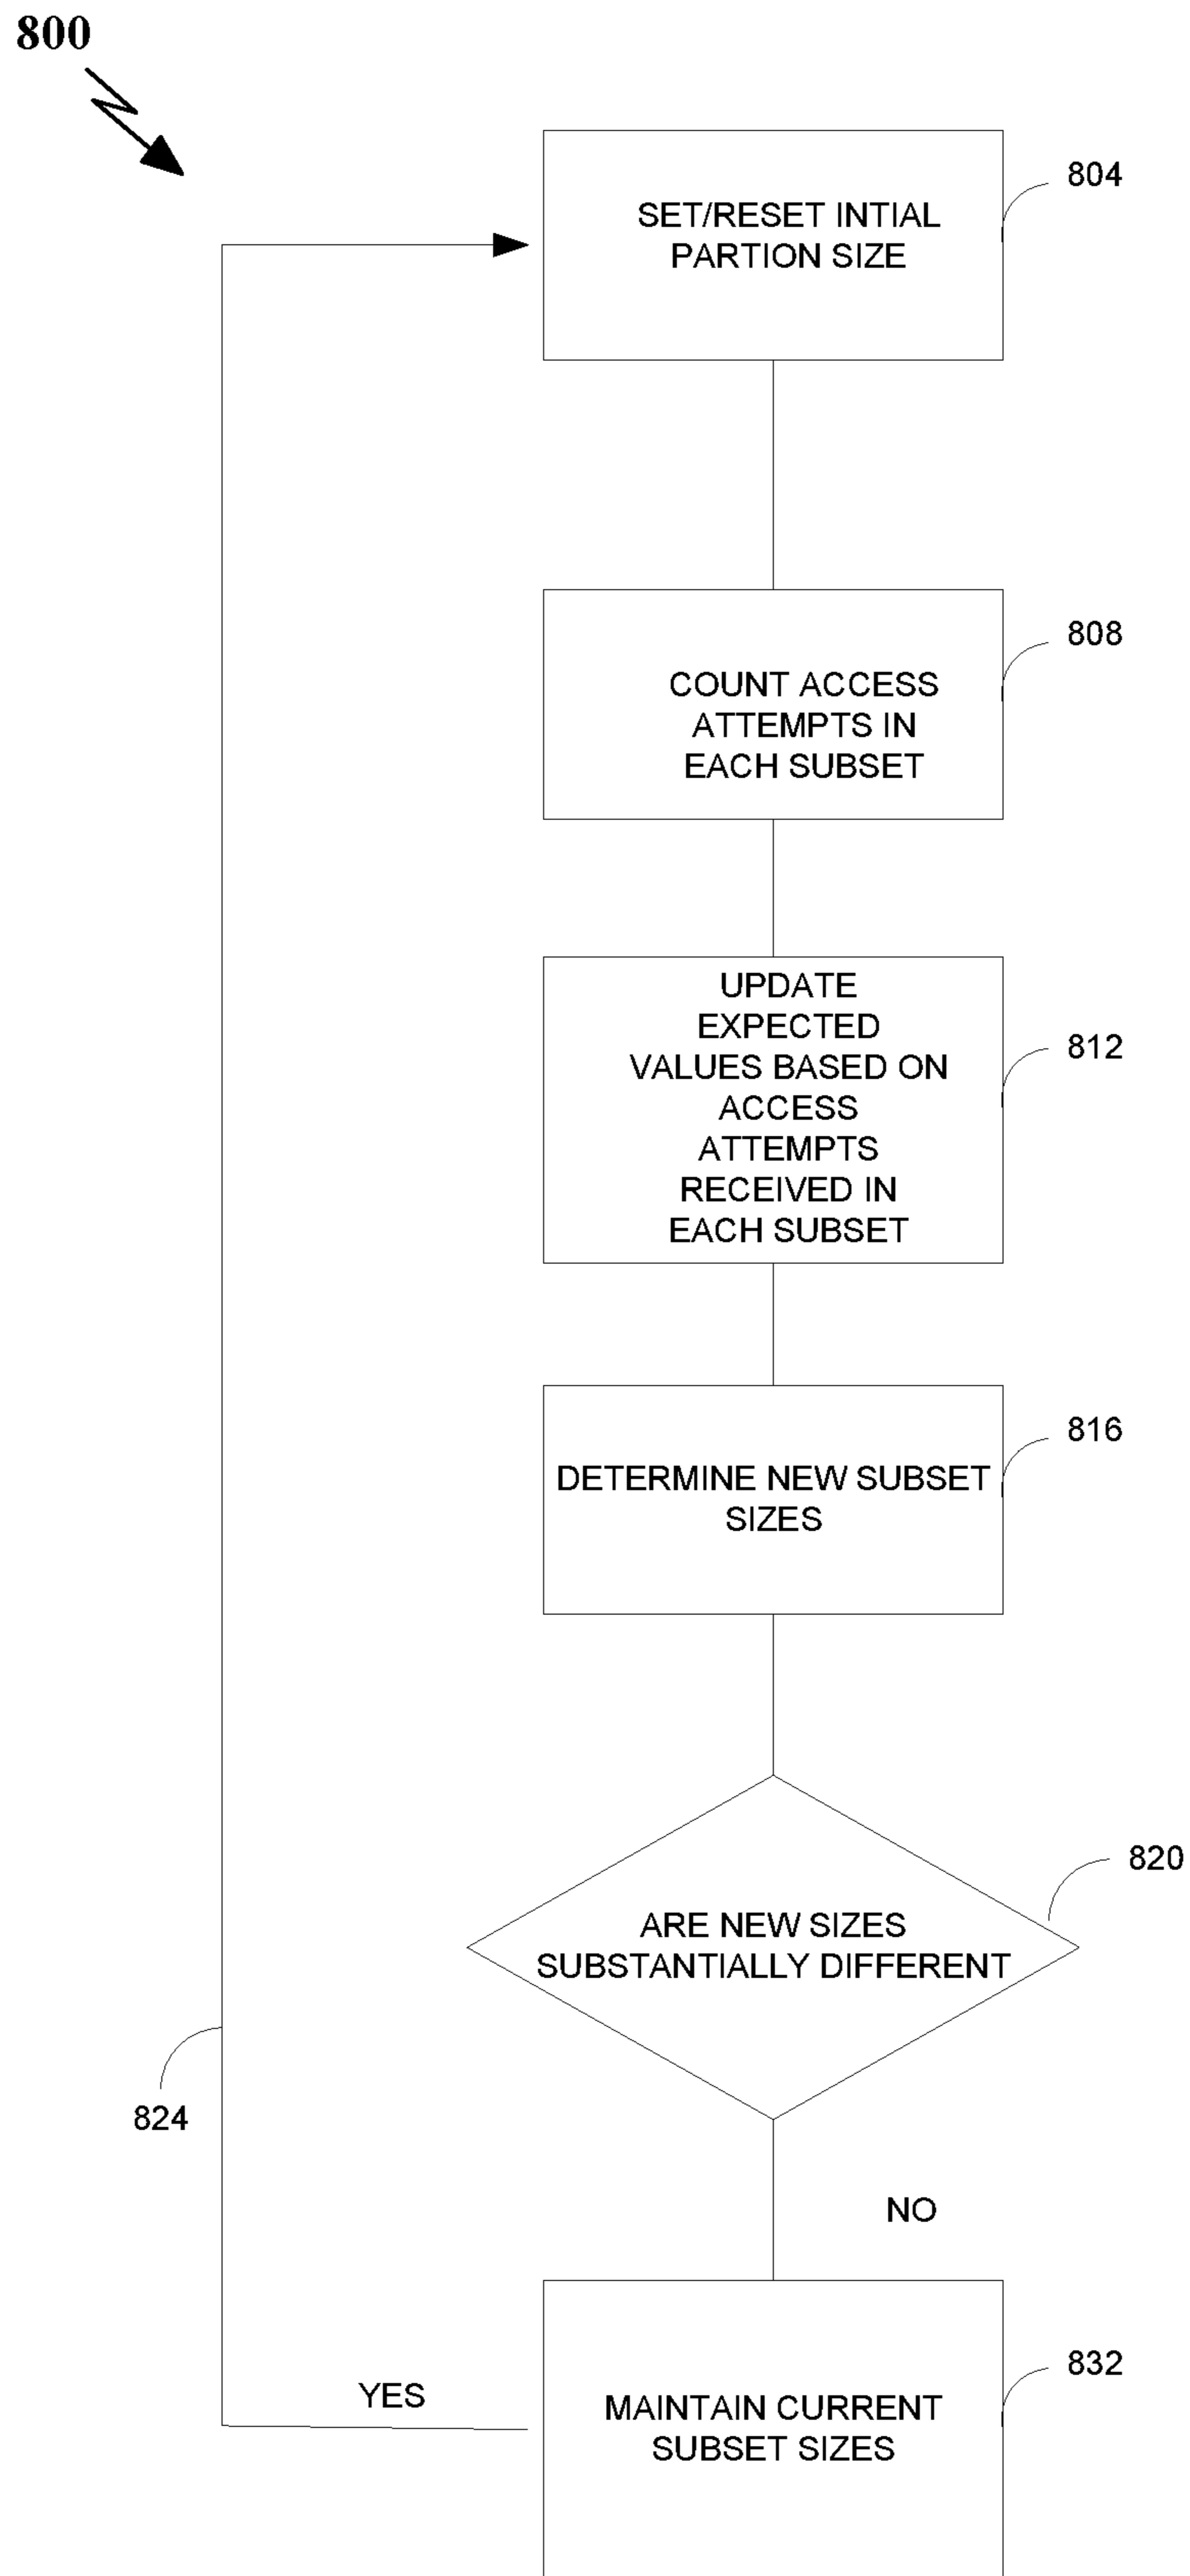 800
804
SET/RESET INTIAL
PARTION SIZE
808
COUNT ACCESS
ATTEMPTS IN
EACH SUBSET
812
UPDATE
EXPECTED
VALUES BASED ON
ACCESS
ATTEMPTS
RECEIVED IN
EACH SUBSET
816
DETERMINE NEW SUBSET
SIZES
820
ARE NEW SIZES
SUBSTANTIALLY DIFFERENT
824
NO
832
YES
MAINTAIN CURRENT
SUBSET SIZES